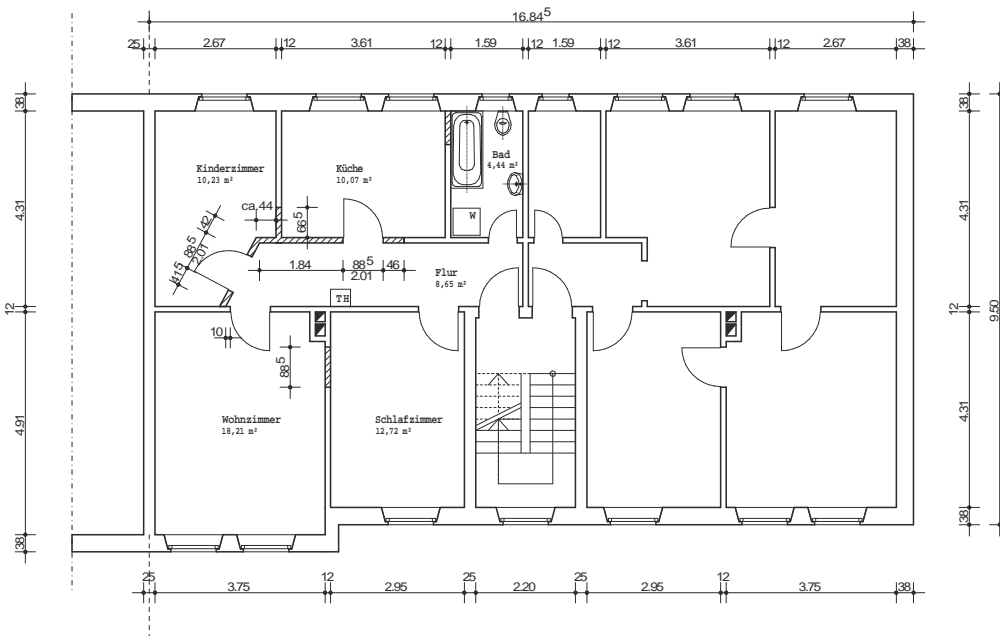 16.84⁵
25 2.67 12 3.61 12 1.59 12 1.59 12 3.61 12 2.67 38
38
38
Kinderzimmer
10,23 m²
Küche
10,07 m²
Bad
4,44 m²
W
4.31
4.31
ca.44
66⁵
42
88⁵
2.01
41⁵
1.84
88⁵
2.01
46
Flur
8,65 m²
TH
12
12
9.50
10
88⁵
Wohnzimmer
18,21 m²
Schlafzimmer
12,72 m²
4.91
4.31
38
38
25 3.75 12 2.95 25 2.20 25 2.95 12 3.75 38